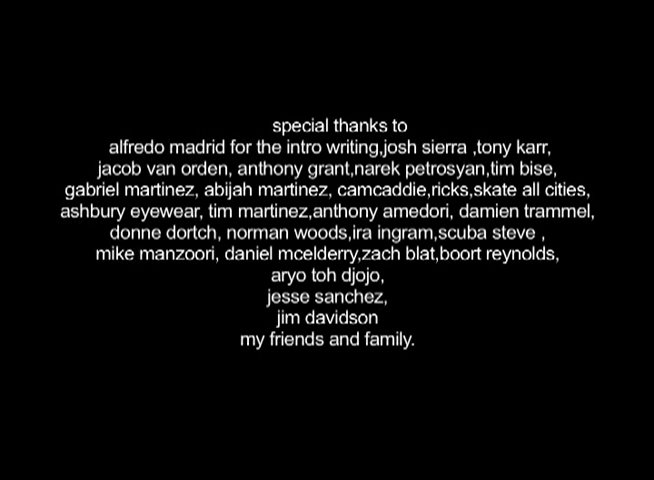 special thanks to
alfredo madrid for the intro writing,josh sierra ,tony karr,
jacob van orden, anthony grant,narek petrosyan,tim bise,
gabriel martinez, abijah martinez, camcaddie,ricks,skate all cities,
ashbury eyewear, tim martinez,anthony amedori, damien trammel,
donne dortch, norman woods,ira ingram,scuba steve ,
mike manzoori, daniel mcelderry,zach blat,boort reynolds,
aryo toh djojo,
jesse sanchez,
jim davidson
my friends and family.